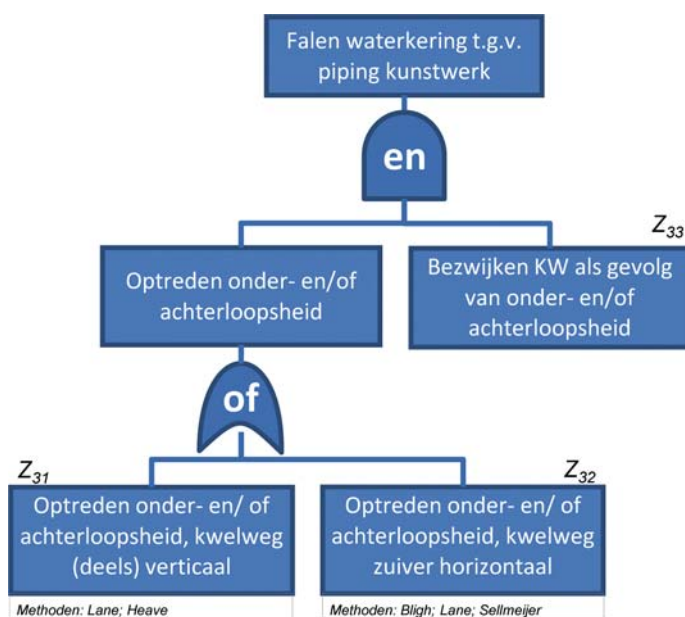 Falen waterkering t.g.v.
piping kunstwerk
en
Z33
Optreden onder- en/of
achterloopsheid
Bezwijken KW als gevolg
van onder- en/of
achterloopsheid
of
Z31
Z32
Optreden onder- en/ of
achterloopsheid, kwelweg
(deels) verticaal
Optreden onder- en/ of
achterloopsheid, kwelweg
zuiver horizontaal
Methoden: Lane; Heave
Methoden: Bligh; Lane; Sellmeijer